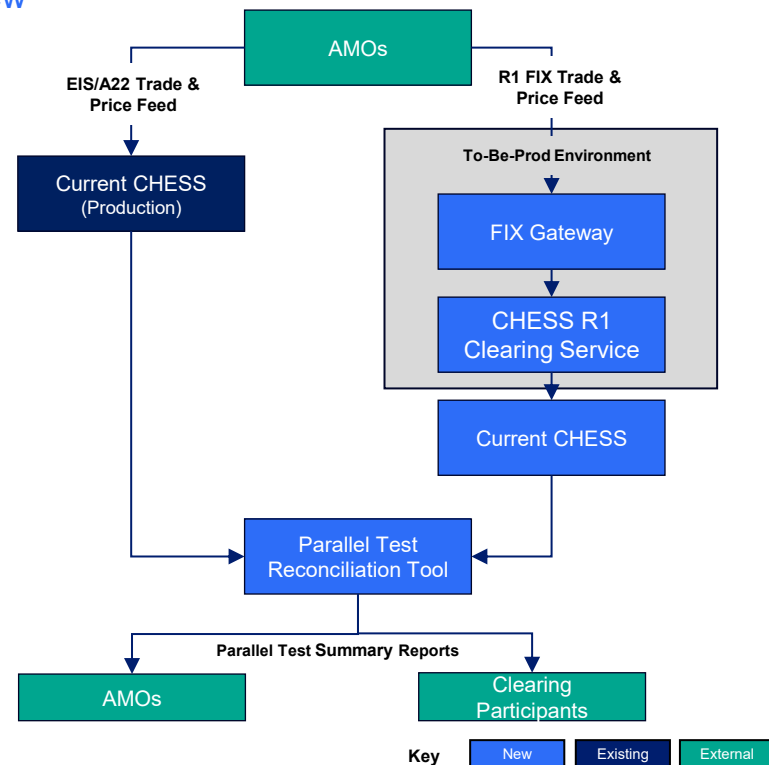 AMOs
EIS/A22 Trade &
Price Feed
R1 FIX Trade &
Price Feed
To-Be-Prod Environment
Current CHESS
(Production)
FIX Gateway
CHESS R1
Clearing Service
Current CHESS
Parallel Test
Reconciliation Tool
Parallel Test Summary Reports
AMOs
Clearing
Participants
Key
New
Existing
External